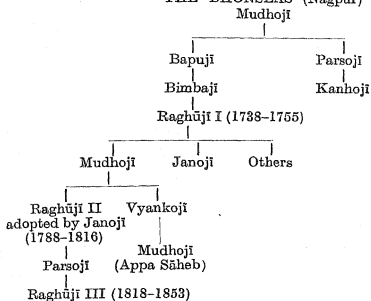 THE BHONSLAS (Nagpur)
Mudhojī
Bapujī Parsojī
Bimbajī Kanhojī
Raghūjī I (1738–1755)
Mudhojī Janojī Others
Raghūjī II Vyankojī
adopted by Janojī
(1788–1816) Mudhojī
Parsojī (Appa Sāheb)
Raghūjī III (1818–1853)